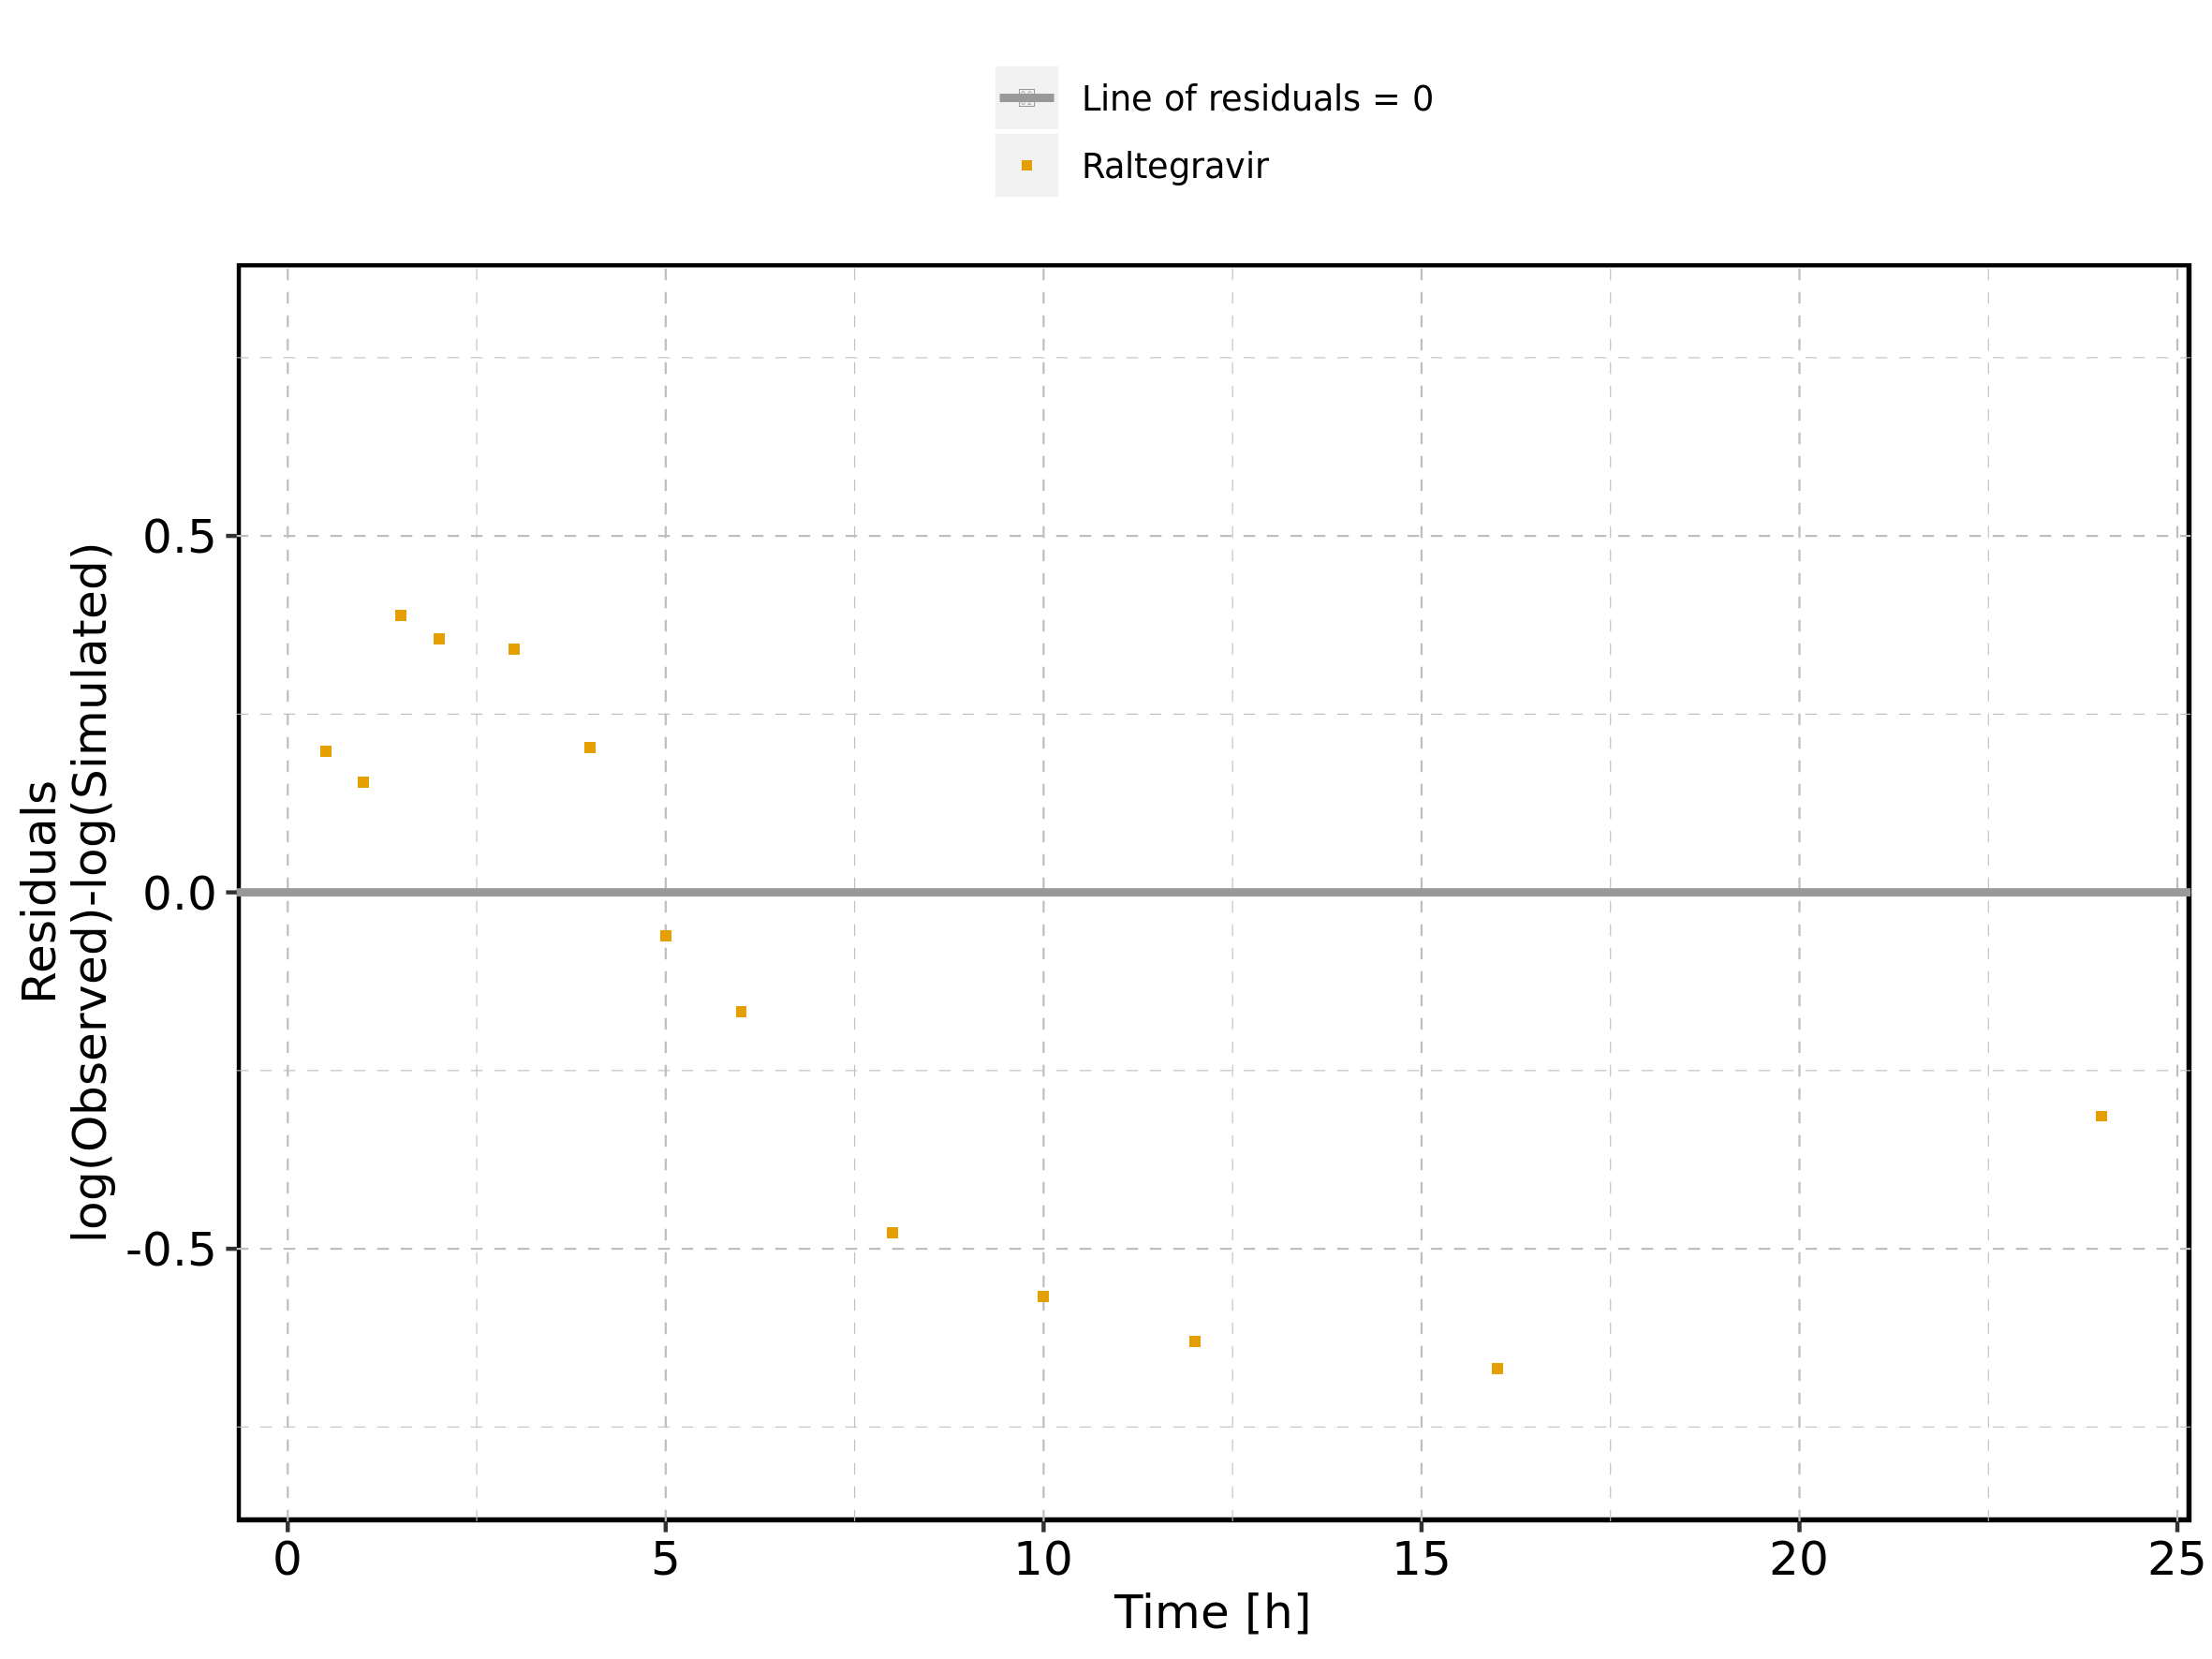 Line of residuals = 0
Raltegravir
Residuals
log(Observed)-log(Simulated)
0.5
0.0
-0.5
0
5
10
15
20
25
Time [h]